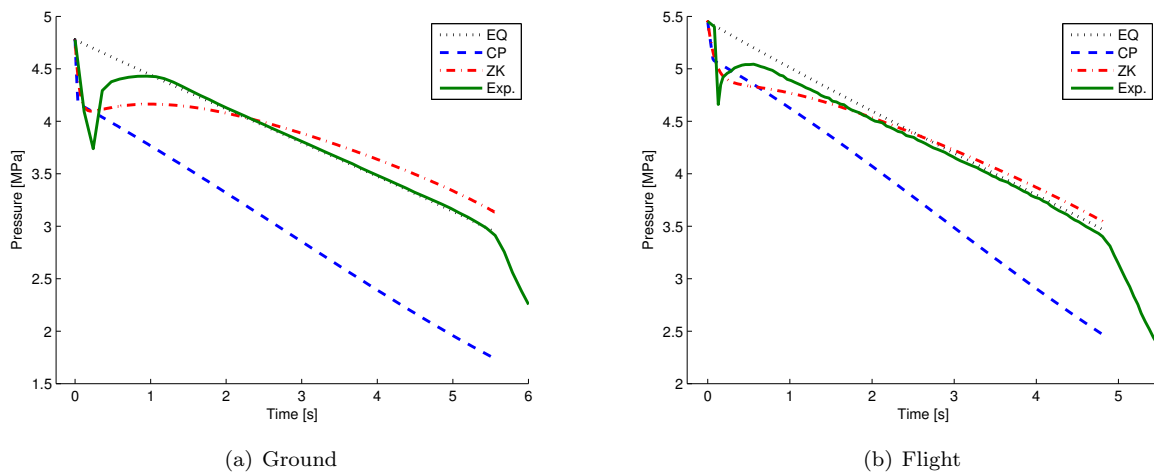 5
4.5
4
3.5
3
2.5
2
1.5
Pressure [MPa]
0 1 2 3 4 5 6
Time [s]
EQ
CP
ZK
Exp.
(a) Ground
5.5
5
4.5
4
3.5
3
2.5
2
Pressure [MPa]
0 1 2 3 4 5
Time [s]
EQ
CP
ZK
Exp.
(b) Flight